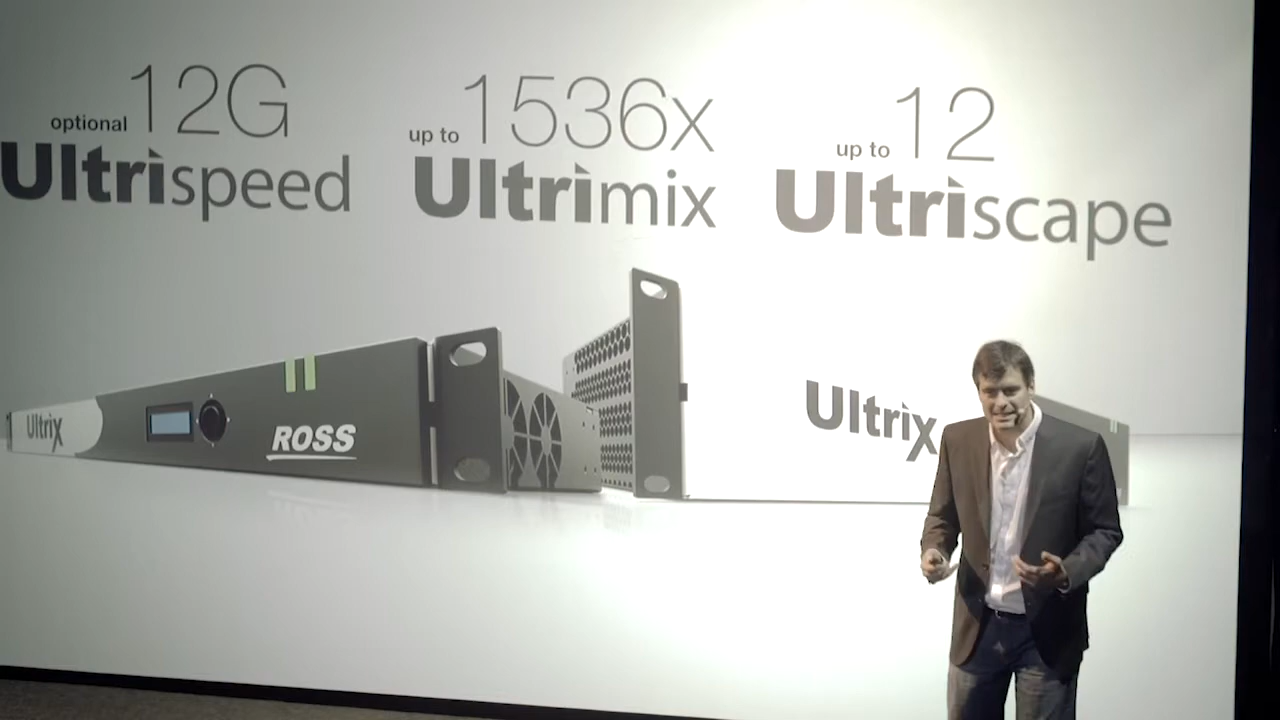 optional 12G
Ultrispeed
up to 1536x
Ultrimix
up to 12
Ultriscape
Ultrix
ROSS
Ultrix